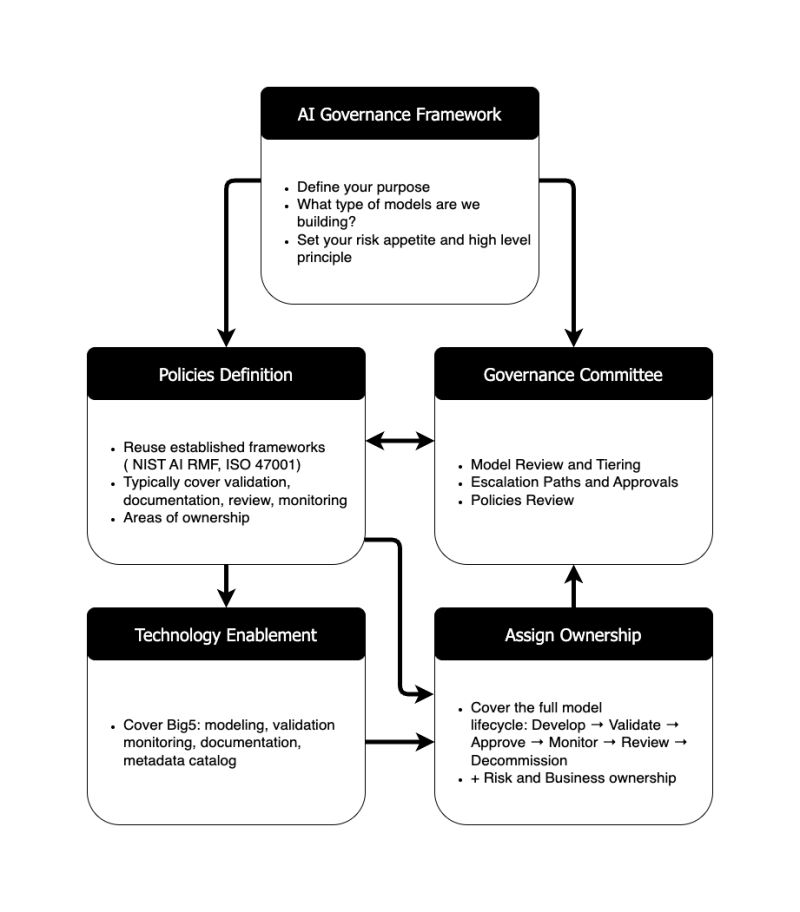 AI Governance Framework
• Define your purpose
• What type of models are we
building?
• Set your risk appetite and high level
principle
Policies Definition
• Reuse established frameworks
( NIST AI RMF, ISO 47001)
• Typically cover validation,
documentation, review, monitoring
• Areas of ownership
Governance Committee
• Model Review and Tiering
• Escalation Paths and Approvals
• Policies Review
Technology Enablement
• Cover Big5: modeling, validation
monitoring, documentation,
metadata catalog
Assign Ownership
• Cover the full model
lifecycle: Develop → Validate →
Approve → Monitor → Review →
Decommission
• + Risk and Business ownership